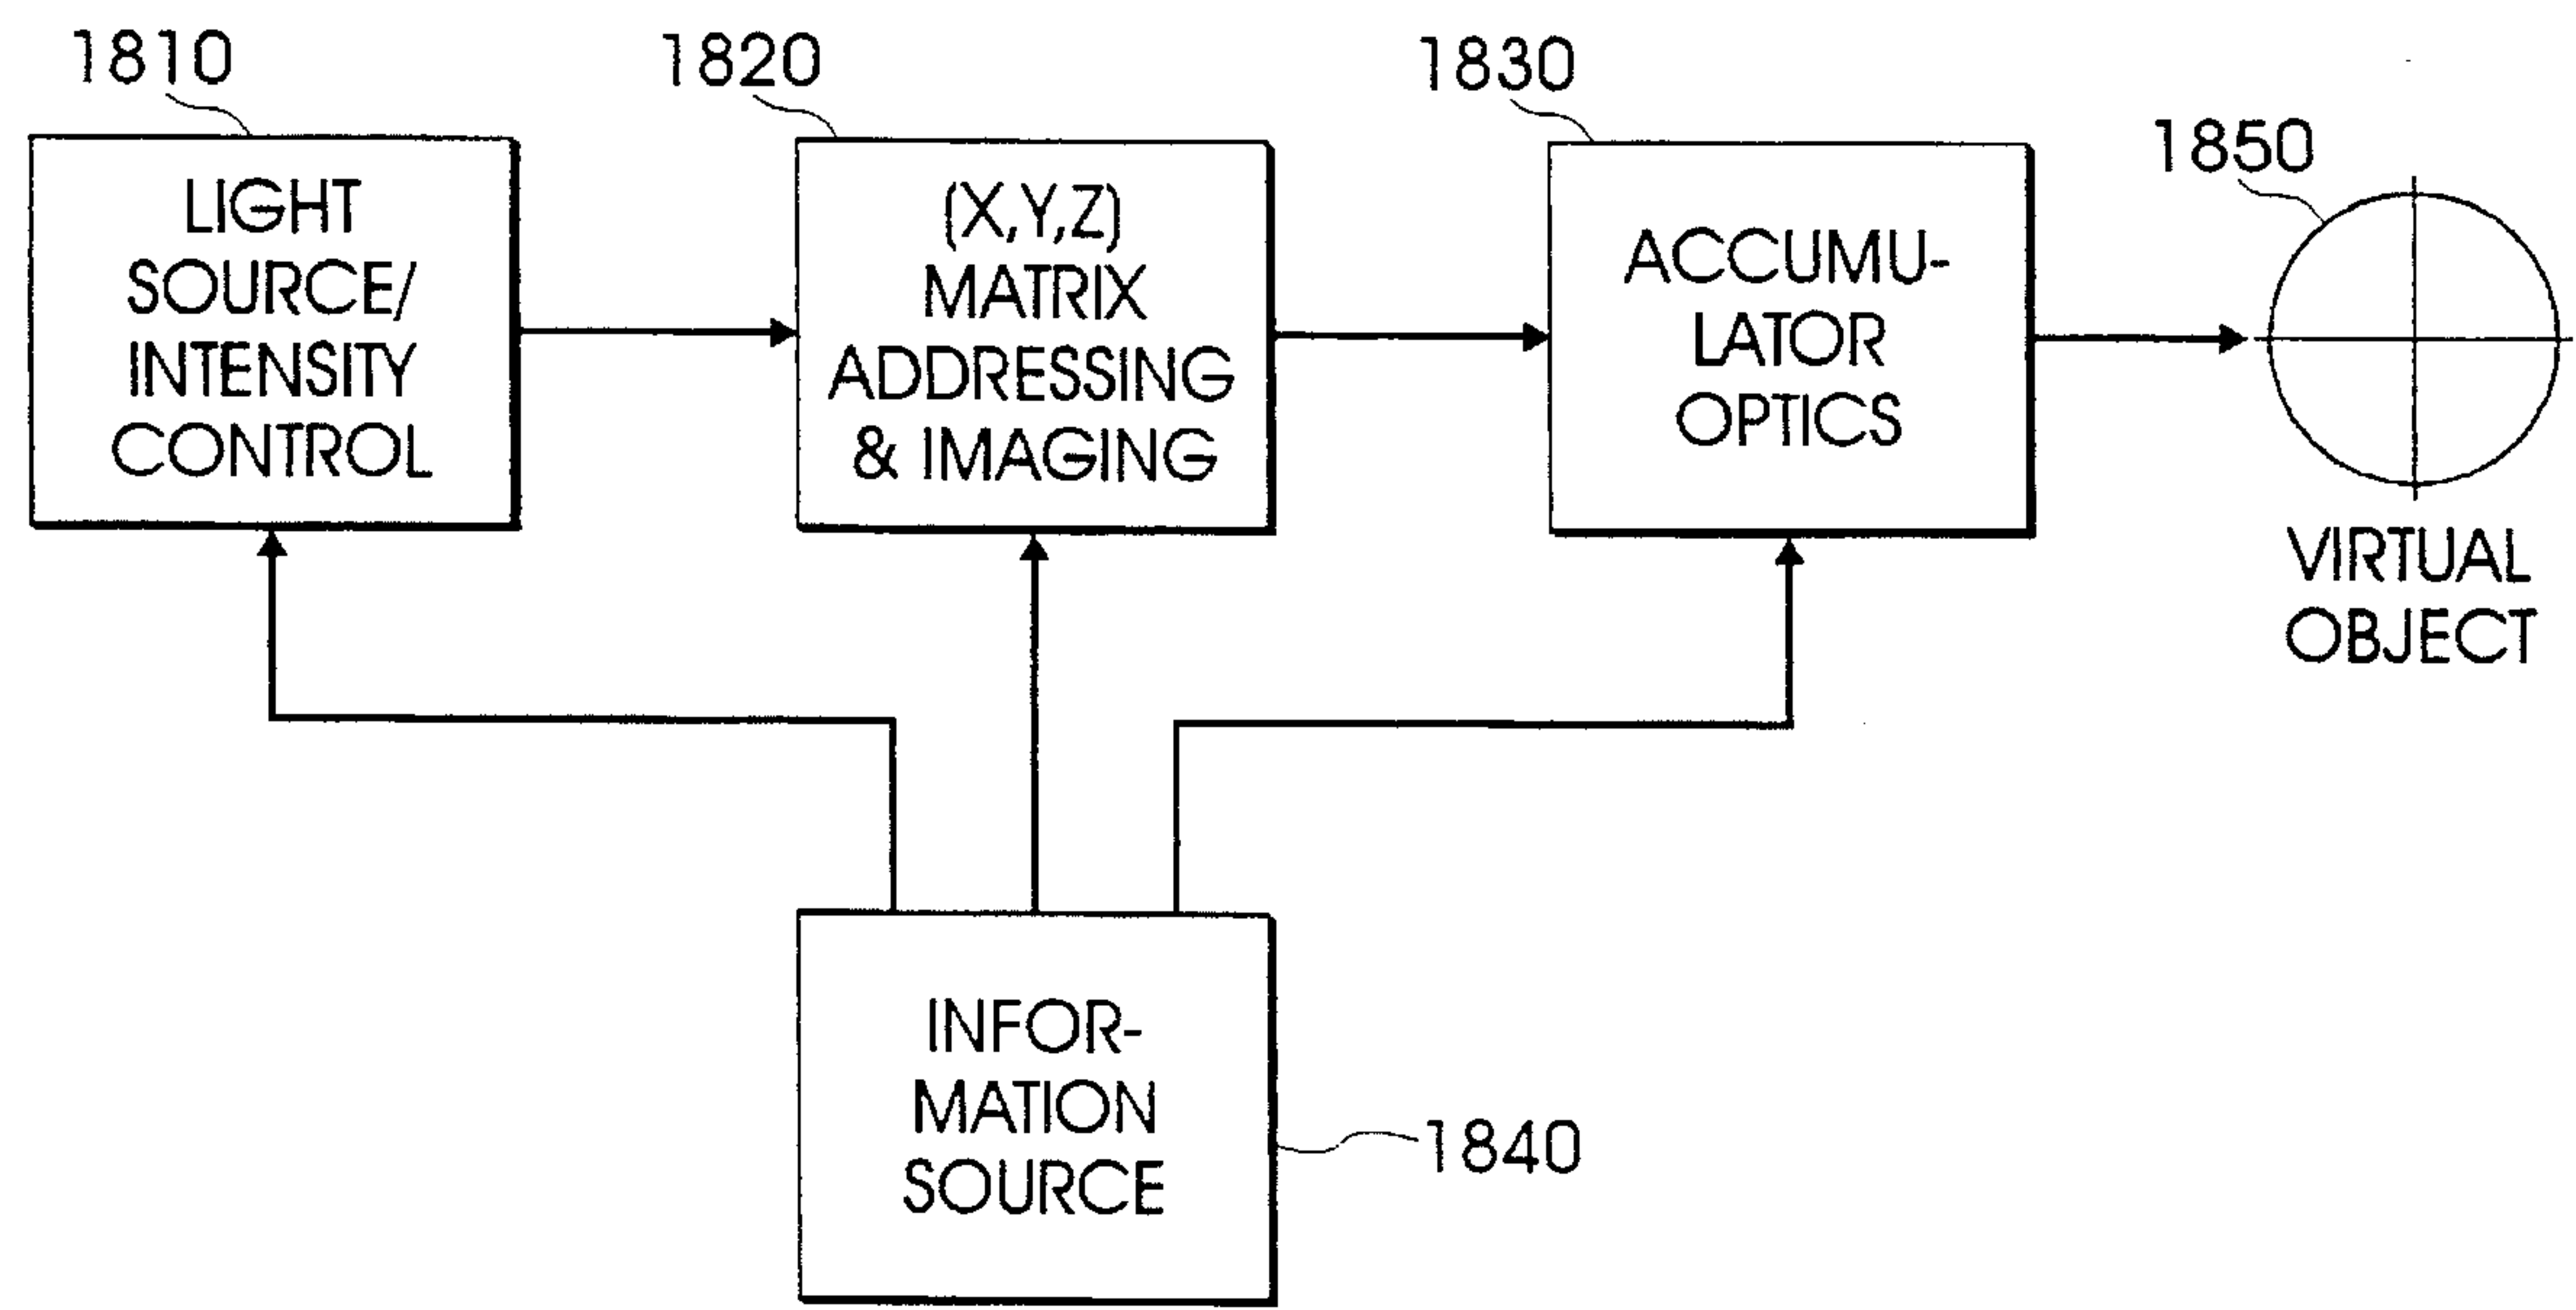 1810
LIGHT
SOURCE/
INTENSITY
CONTROL
1820
(X,Y,Z)
MATRIX
ADDRESSING
& IMAGING
1830
ACCUMU-
LATOR
OPTICS
1850
VIRTUAL
OBJECT
INFOR-
MATION
SOURCE
1840